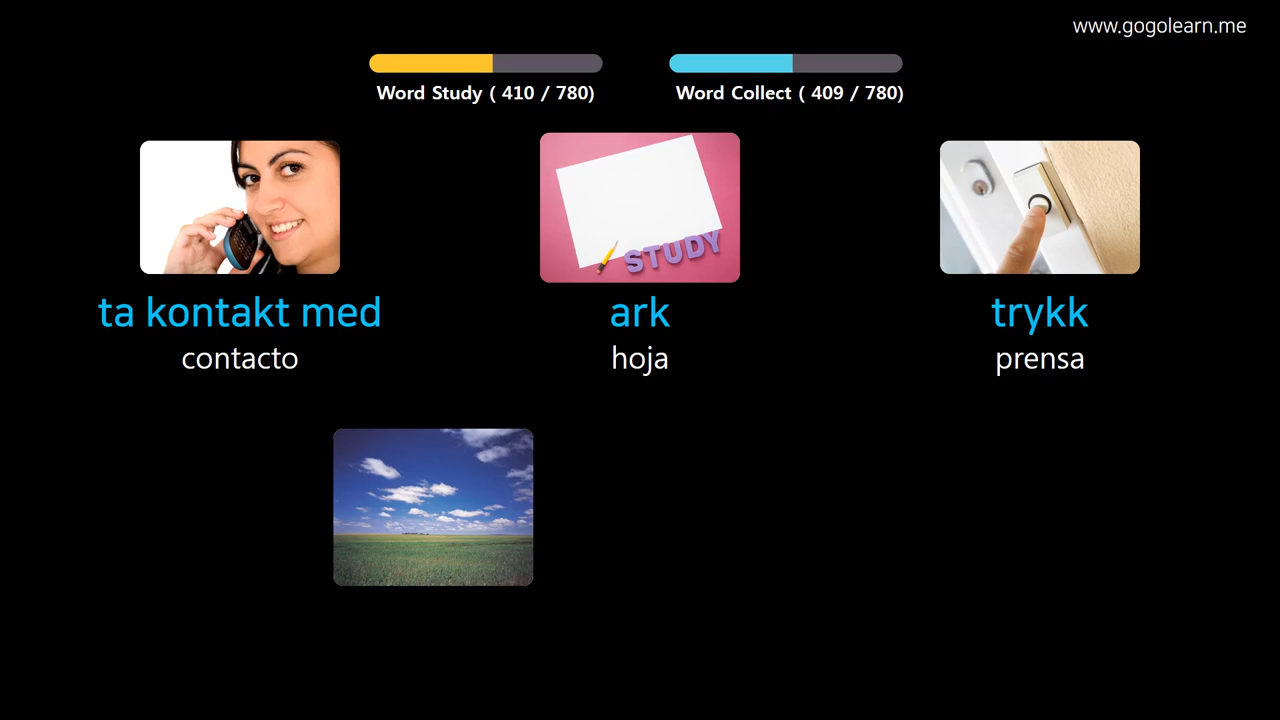 www.gogolearn.me
Word Study ( 410 / 780)
Word Collect ( 409 / 780)
STUDY
ta kontakt med
ark
trykk
contacto
hoja
prensa